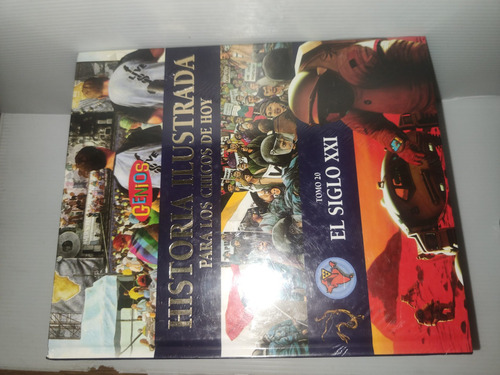 GENIOS
HISTORIA ILUSTRADA
PARA LOS CHICOS DE HOY
TOMO 20
EL SIGLO XXI